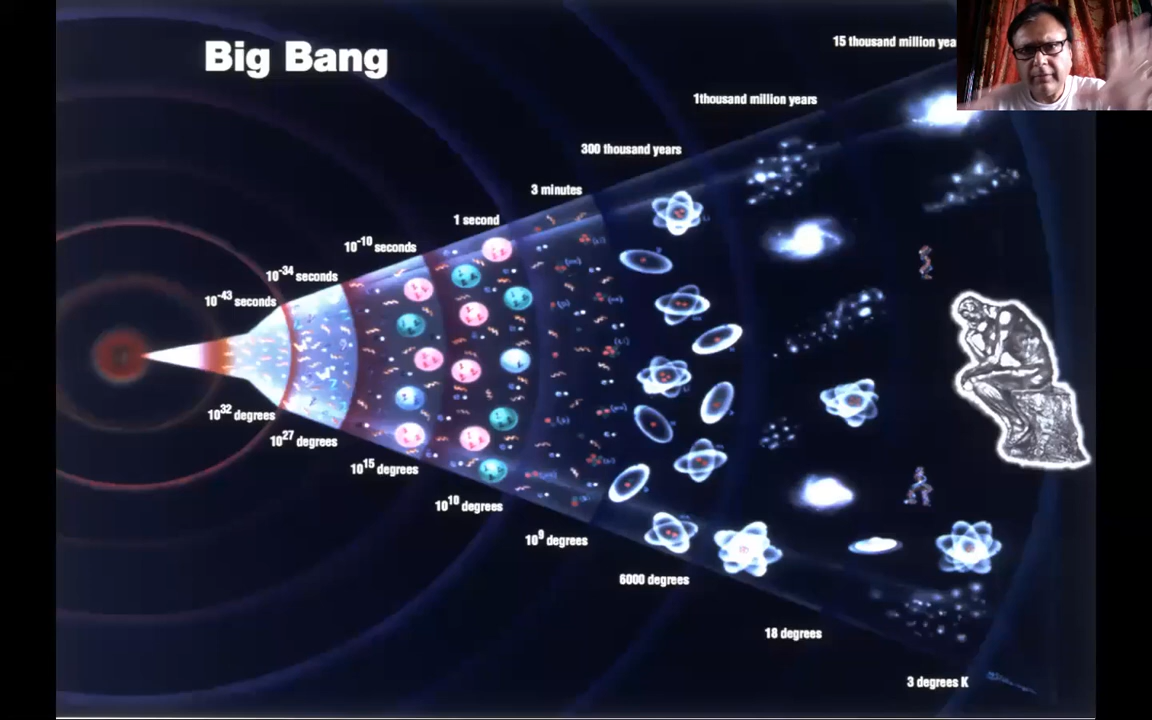 Big Bang
15 thousand million yea
1thousand million years
300 thousand years
3 minutes
1 second
10-10 seconds
10-34 seconds
10-43 seconds
1032 degrees
1027 degrees
1015 degrees
1010 degrees
109 degrees
6000 degrees
18 degrees
3 degrees K